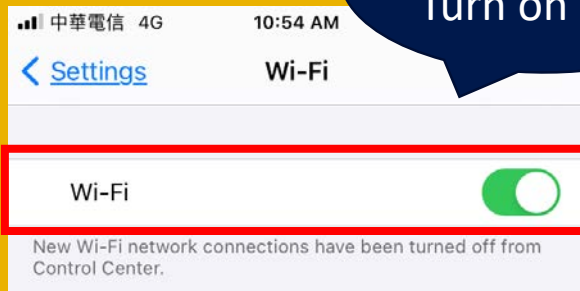 Turn on
中華電信 4G 10:54 AM
Settings Wi-Fi
Wi-Fi
New Wi-Fi network connections have been turned off from
Control Center.